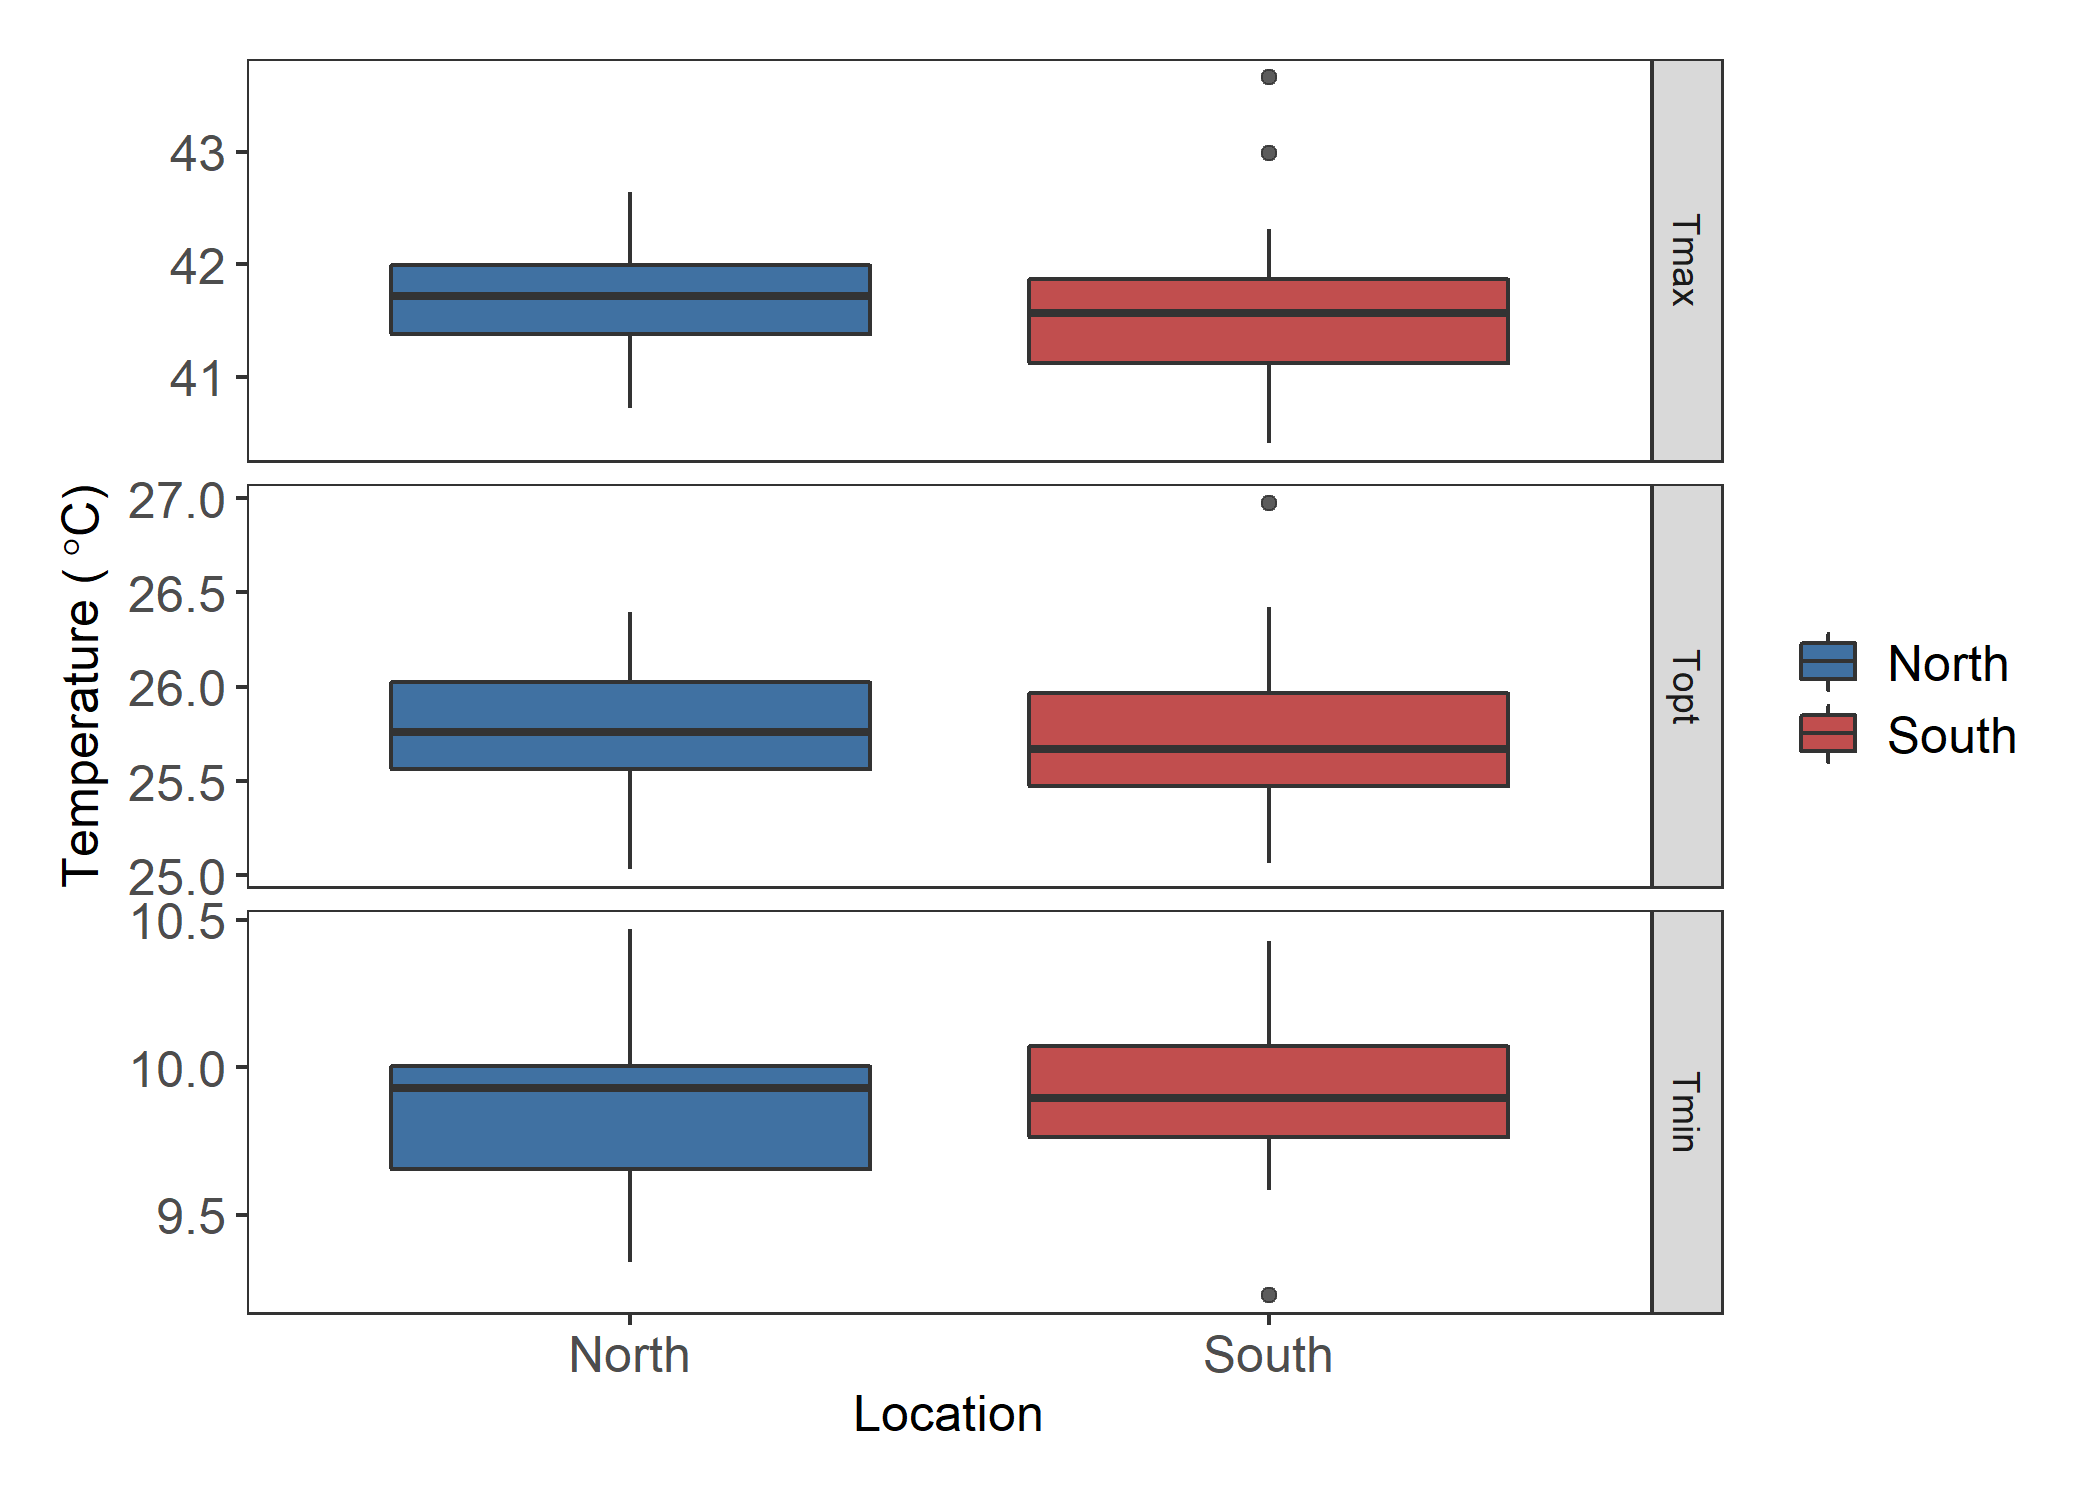 43
42
41
Tmax
Temperature ( °C)
27.0
26.5
26.0
25.5
25.0
Topt
North
South
10.5
10.0
9.5
Tmin
North
South
Location